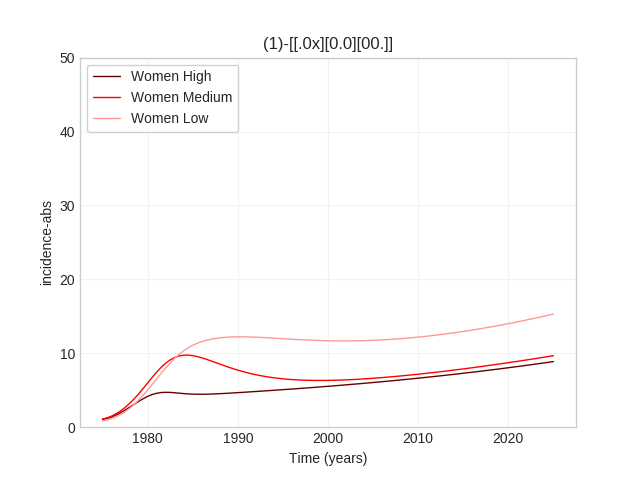 (1)-[[.0x][0.0][00.]]
50
40
30
20
10
0
incidence-abs
Women High
Women Medium
Women Low
1980
1990
2000
2010
2020
Time (years)